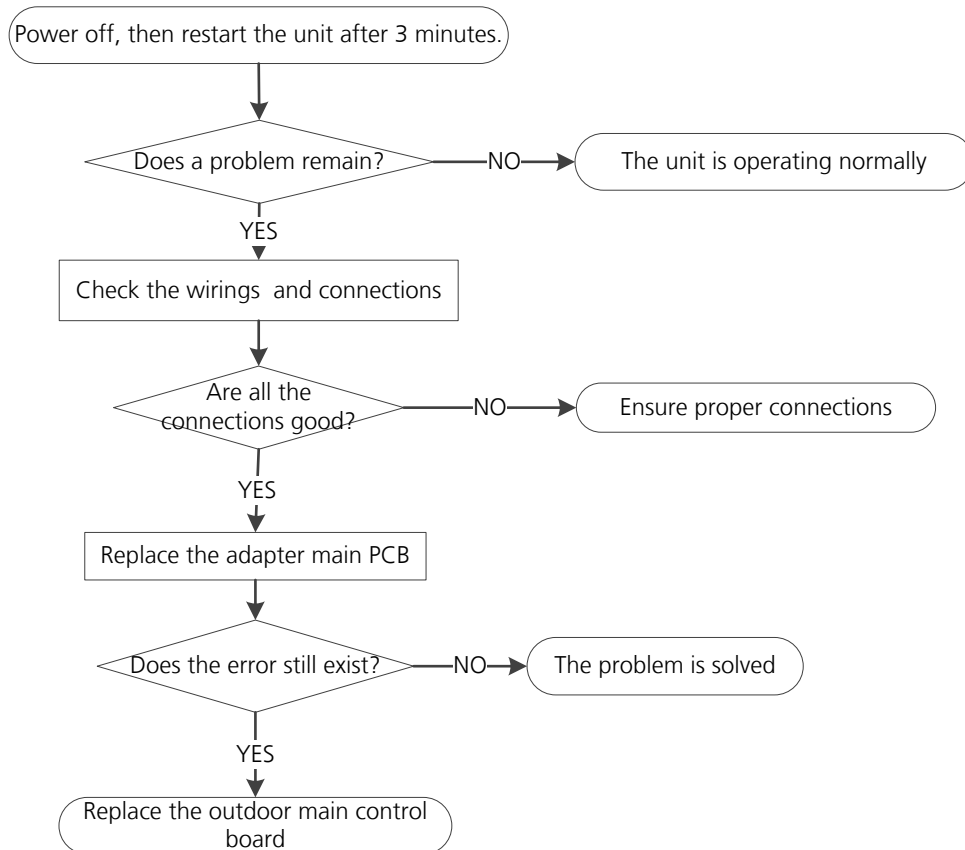 Power off, then restart the unit after 3 minutes.
Does a problem remain?
NO
The unit is operating normally
YES
Check the wirings and connections
Are all the
connections good?
NO
Ensure proper connections
YES
Replace the adapter main PCB
Does the error still exist?
NO
The problem is solved
YES
Replace the outdoor main control
board